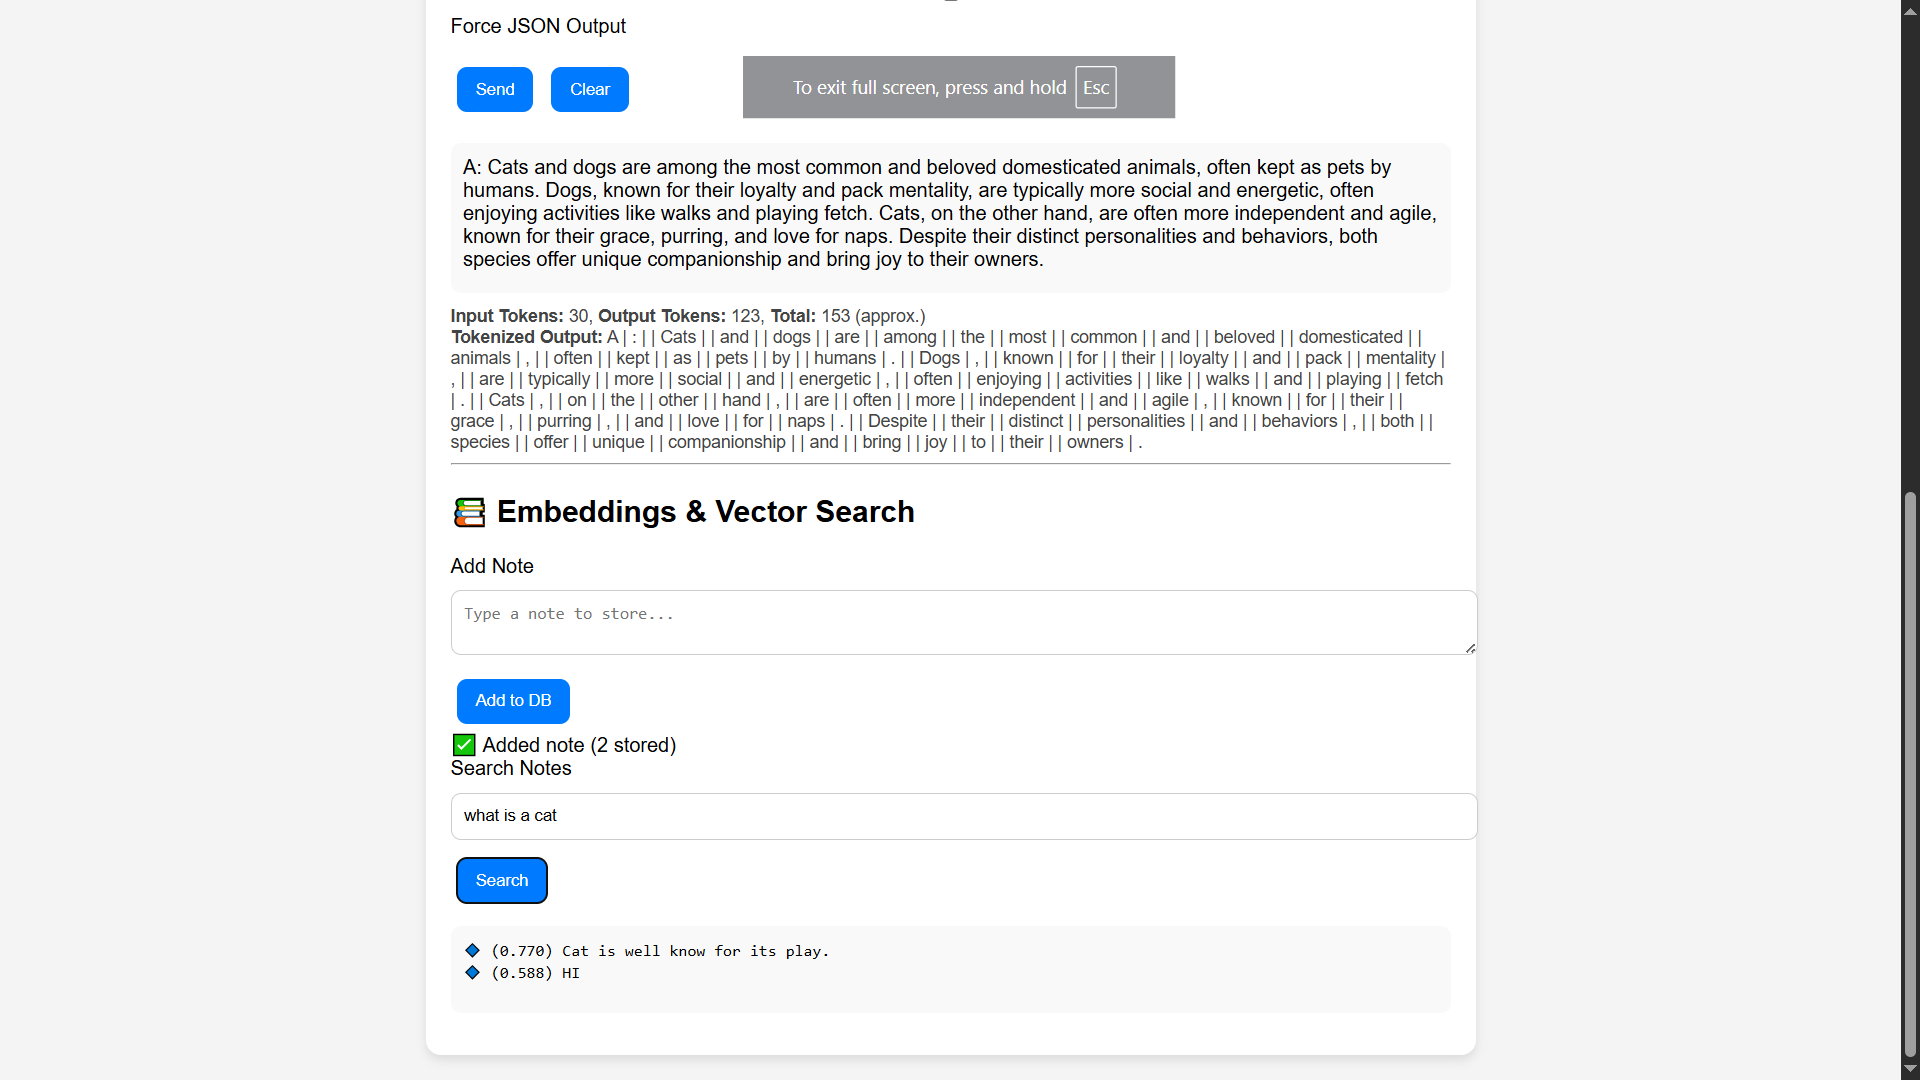 Force JSON Output
Send Clear
To exit full screen, press and hold Esc
A: Cats and dogs are among the most common and beloved domesticated animals, often kept as pets by
humans. Dogs, known for their loyalty and pack mentality, are typically more social and energetic, often
enjoying activities like walks and playing fetch. Cats, on the other hand, are often more independent and agile,
known for their grace, purring, and love for naps. Despite their distinct personalities and behaviors, both
species offer unique companionship and bring joy to their owners.
Input Tokens: 30, Output Tokens: 123, Total: 153 (approx.)
Tokenized Output: A | : | | Cats | | and | | dogs | | are | | among | | the | | most | | common | | and | | beloved | | domesticated | |
animals | , | | often | | kept | | as | | pets | | by | | humans | . | | Dogs | , | | known | | for | | their | | loyalty | | and | | pack | | mentality |
, | | are | | typically | | more | | social | | and | | energetic | , | | often | | enjoying | | activities | | like | | walks | | and | | playing | | fetch
| . | | Cats | , | | on | | the | | other | | hand | , | | are | | often | | more | | independent | | and | | agile | , | | known | | for | | their | |
grace | , | | purring | , | | and | | love | | for | | naps | . | | Despite | | their | | distinct | | personalities | | and | | behaviors | , | | both | |
species | | offer | | unique | | companionship | | and | | bring | | joy | | to | | their | | owners | .
Embeddings & Vector Search
Add Note
Type a note to store...
Add to DB
Added note (2 stored)
Search Notes
what is a cat
Search
(0.770) Cat is well know for its play.
(0.588) HI